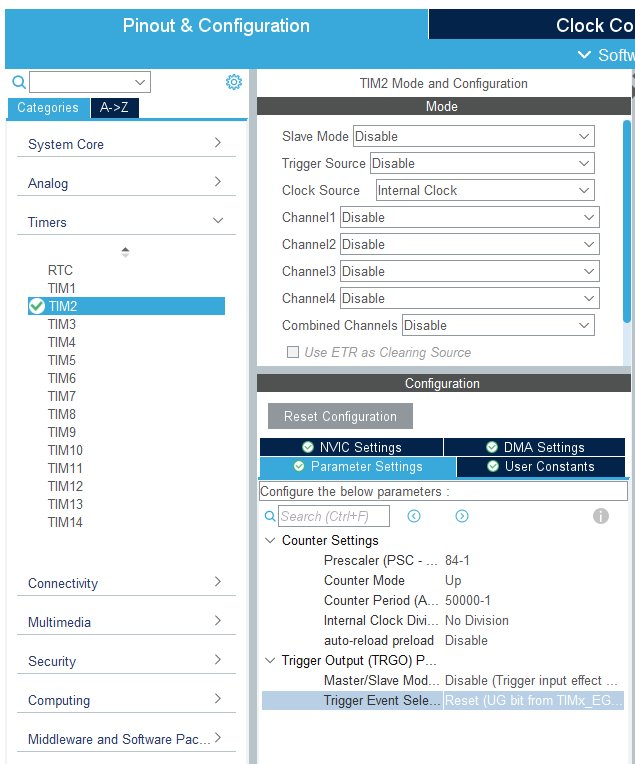 Pinout & Configuration
Clock Co
Softw
Categories
A->Z
System Core
Analog
Timers
RTC
TIM1
TIM2
TIM3
TIM4
TIM5
TIM6
TIM7
TIM8
TIM9
TIM10
TIM11
TIM12
TIM13
TIM14
Connectivity
Multimedia
Security
Computing
Middleware and Software Pac...
TIM2 Mode and Configuration
Mode
Slave Mode Disable
Trigger Source Disable
Clock Source Internal Clock
Channel1 Disable
Channel2 Disable
Channel3 Disable
Channel4 Disable
Combined Channels Disable
Use ETR as Clearing Source
Configuration
Reset Configuration
NVIC Settings
DMA Settings
Parameter Settings
User Constants
Configure the below parameters :
Search (Ctrl+F)
Counter Settings
Prescaler (PSC - ... 84-1
Counter Mode Up
Counter Period (A... 50000-1
Internal Clock Divi... No Division
auto-reload preload Disable
Trigger Output (TRGO) P...
Master/Slave Mod... Disable (Trigger input effect ...
Trigger Event Sele... Reset (UG bit from TIMx_EG...